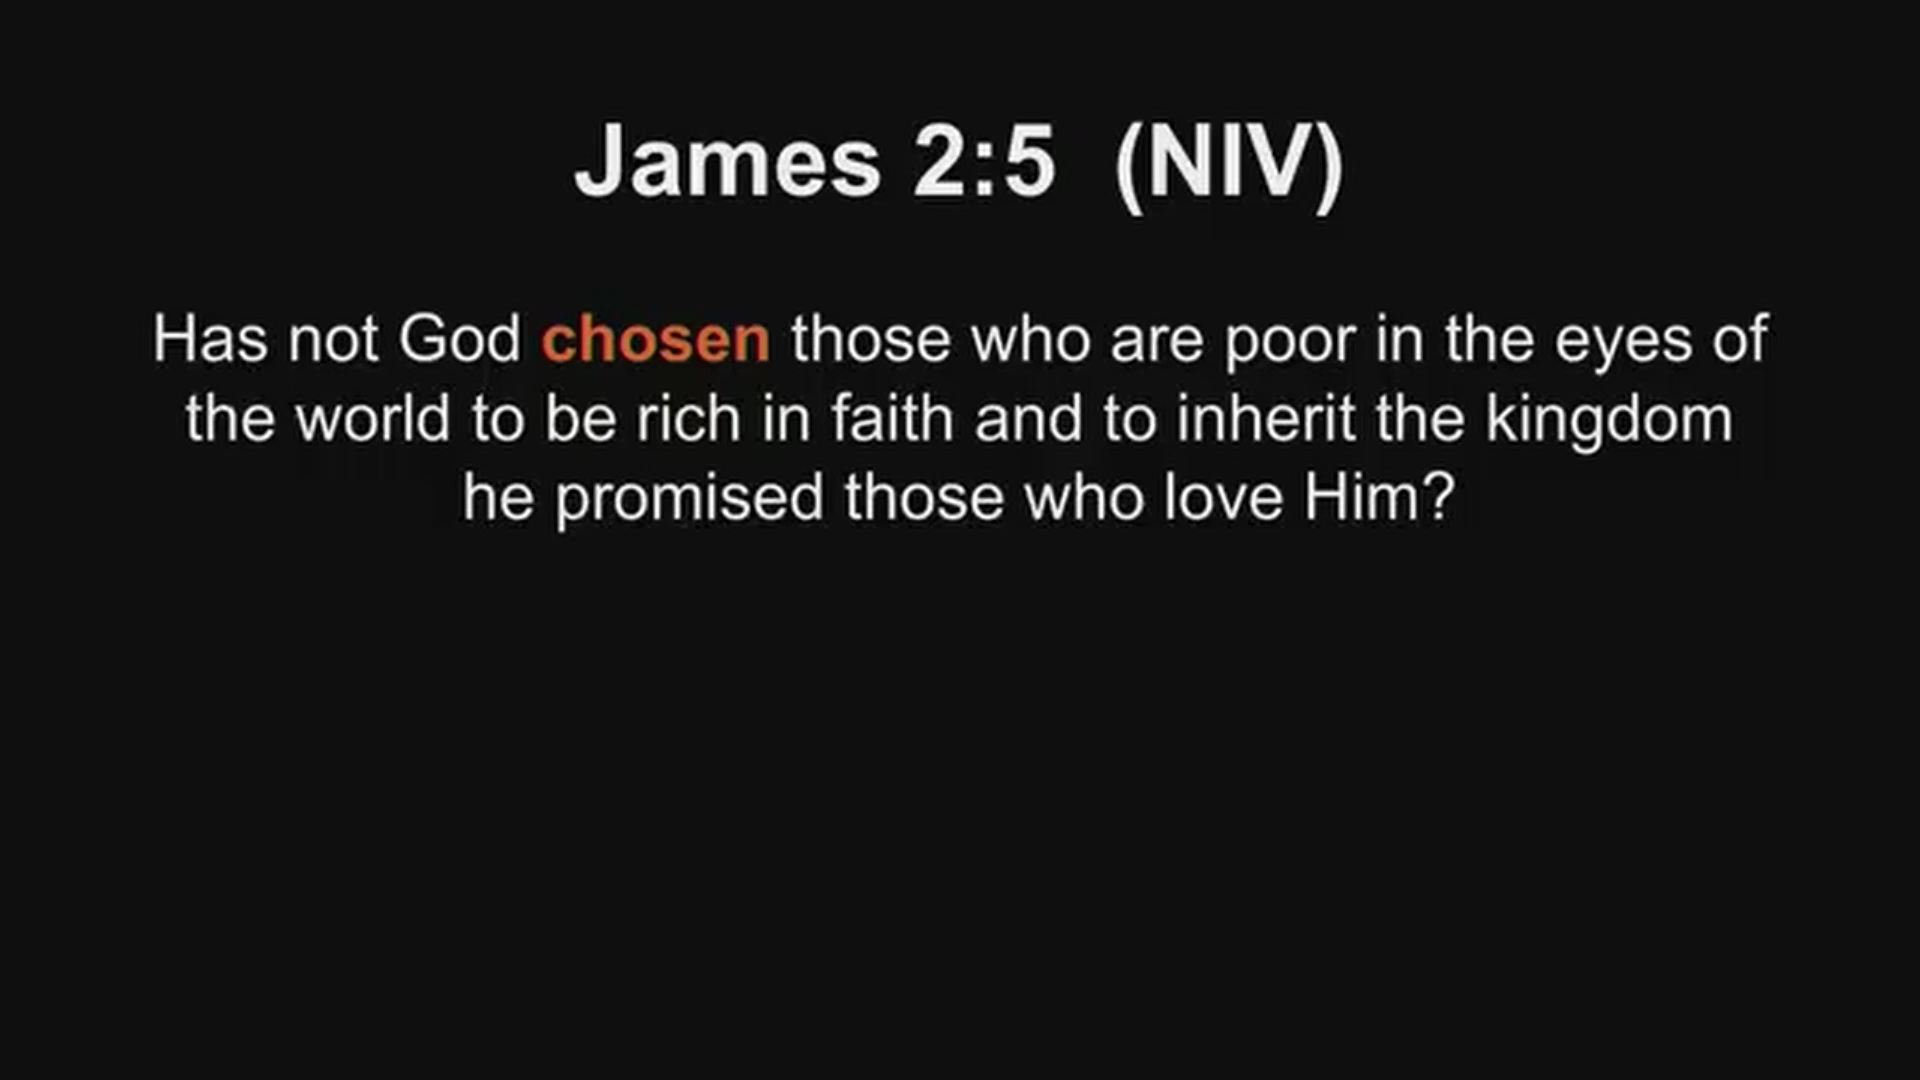 James 2:5 (NIV)
Has not God chosen those who are poor in the eyes of
the world to be rich in faith and to inherit the kingdom
he promised those who love Him?